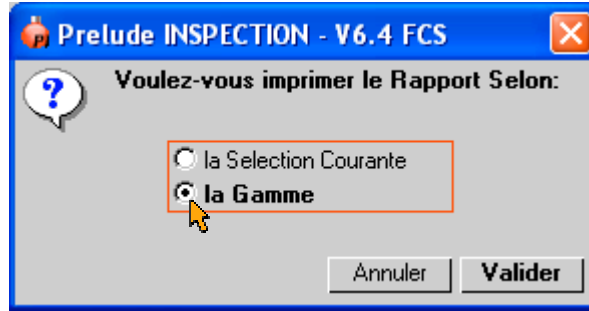 Prelude INSPECTION - V6.4 FCS
Voulez-vous imprimer le Rapport Selon:
la Selection Courante
la Gamme
Annuler Valider